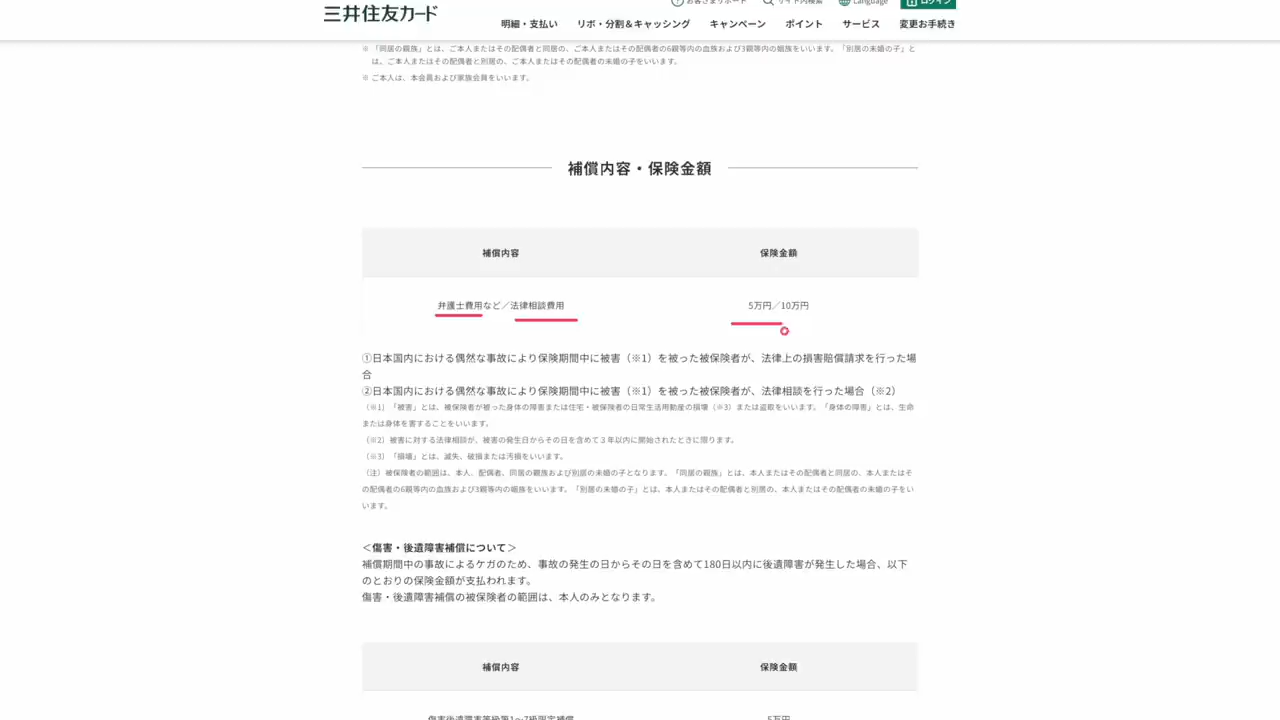 三井住友カード
お客さまサポート サイト内検索 Language ログイン
明細・支払い リボ・分割＆キャッシング キャンペーン ポイント サービス 変更お手続き
※ 「同居の親族」とは、ご本人またはその配偶者と同居の、ご本人またはその配偶者の6親等内の血族および3親等内の姻族をいいます。「別居の未婚の子」と
は、ご本人またはその配偶者と別居の、ご本人またはその配偶者の未婚の子をいいます。
※ ご本人は、本会員および家族会員をいいます。
補償内容・保険金額
補償内容 保険金額
弁護士費用など／法律相談費用 5万円／10万円
①日本国内における偶然な事故により保険期間中に被害（※1）を被った被保険者が、法律上の損害賠償請求を行った場
合
②日本国内における偶然な事故により保険期間中に被害（※1）を被った被保険者が、法律相談を行った場合（※2）
（※1）「被害」とは、被保険者が被った身体の障害または住宅・被保険者の日常生活用動産の損壊（※3）または盗取をいいます。「身体の障害」とは、生命
または身体を害することをいいます。
（※2）被害に対する法律相談が、被害の発生日からその日を含めて３年以内に開始されたときに限ります。
（※3）「損壊」とは、滅失、破損または汚損をいいます。
（注）被保険者の範囲は、本人、配偶者、同居の親族および別居の未婚の子となります。「同居の親族」とは、本人またはその配偶者と同居の、本人またはそ
の配偶者の6親等内の血族および3親等内の姻族をいいます。「別居の未婚の子」とは、本人またはその配偶者と別居の、本人またはその配偶者の未婚の子をい
います。
＜傷害・後遺障害補償について＞
補償期間中の事故によるケガのため、事故の発生の日からその日を含めて180日以内に後遺障害が発生した場合、以下
のとおりの保険金額が支払われます。
傷害・後遺障害補償の被保険者の範囲は、本人のみとなります。
補償内容 保険金額
傷害後遺障害等級第1～7級限定補償 5万円